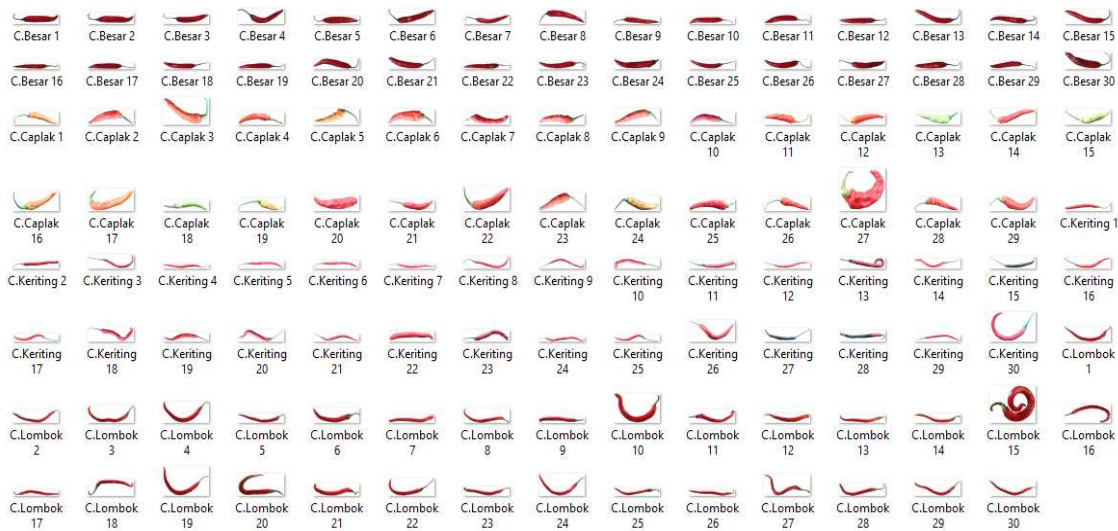 C.Besar 1 C.Besar 2 C.Besar 3 C.Besar 4 C.Besar 5 C.Besar 6 C.Besar 7 C.Besar 8 C.Besar 9 C.Besar 10 C.Besar 11 C.Besar 12 C.Besar 13 C.Besar 14 C.Besar 15
C.Besar 16 C.Besar 17 C.Besar 18 C.Besar 19 C.Besar 20 C.Besar 21 C.Besar 22 C.Besar 23 C.Besar 24 C.Besar 25 C.Besar 26 C.Besar 27 C.Besar 28 C.Besar 29 C.Besar 30
C.Caplak 1 C.Caplak 2 C.Caplak 3 C.Caplak 4 C.Caplak 5 C.Caplak 6 C.Caplak 7 C.Caplak 8 C.Caplak 9 C.Caplak C.Caplak C.Caplak C.Caplak C.Caplak C.Caplak
10 11 12 13 14 15
C.Caplak C.Caplak C.Caplak C.Caplak C.Caplak C.Caplak C.Caplak C.Caplak C.Caplak C.Caplak C.Caplak C.Caplak C.Caplak C.Caplak C.Keriting 1
16 17 18 19 20 21 22 23 24 25 26 27 28 29
C.Keriting 2 C.Keriting 3 C.Keriting 4 C.Keriting 5 C.Keriting 6 C.Keriting 7 C.Keriting 8 C.Keriting 9 C.Keriting C.Keriting C.Keriting C.Keriting C.Keriting C.Keriting C.Keriting
10 11 12 13 14 15 16
C.Keriting C.Keriting C.Keriting C.Keriting C.Keriting C.Keriting C.Keriting C.Keriting C.Keriting C.Keriting C.Keriting C.Keriting C.Keriting C.Keriting C.Lombok
17 18 19 20 21 22 23 24 25 26 27 28 29 30 1
C.Lombok C.Lombok C.Lombok C.Lombok C.Lombok C.Lombok C.Lombok C.Lombok C.Lombok C.Lombok C.Lombok C.Lombok C.Lombok C.Lombok C.Lombok
2 3 4 5 6 7 8 9 10 11 12 13 14 15 16
C.Lombok C.Lombok C.Lombok C.Lombok C.Lombok C.Lombok C.Lombok C.Lombok C.Lombok C.Lombok C.Lombok C.Lombok C.Lombok C.Lombok
17 18 19 20 21 22 23 24 25 26 27 28 29 30